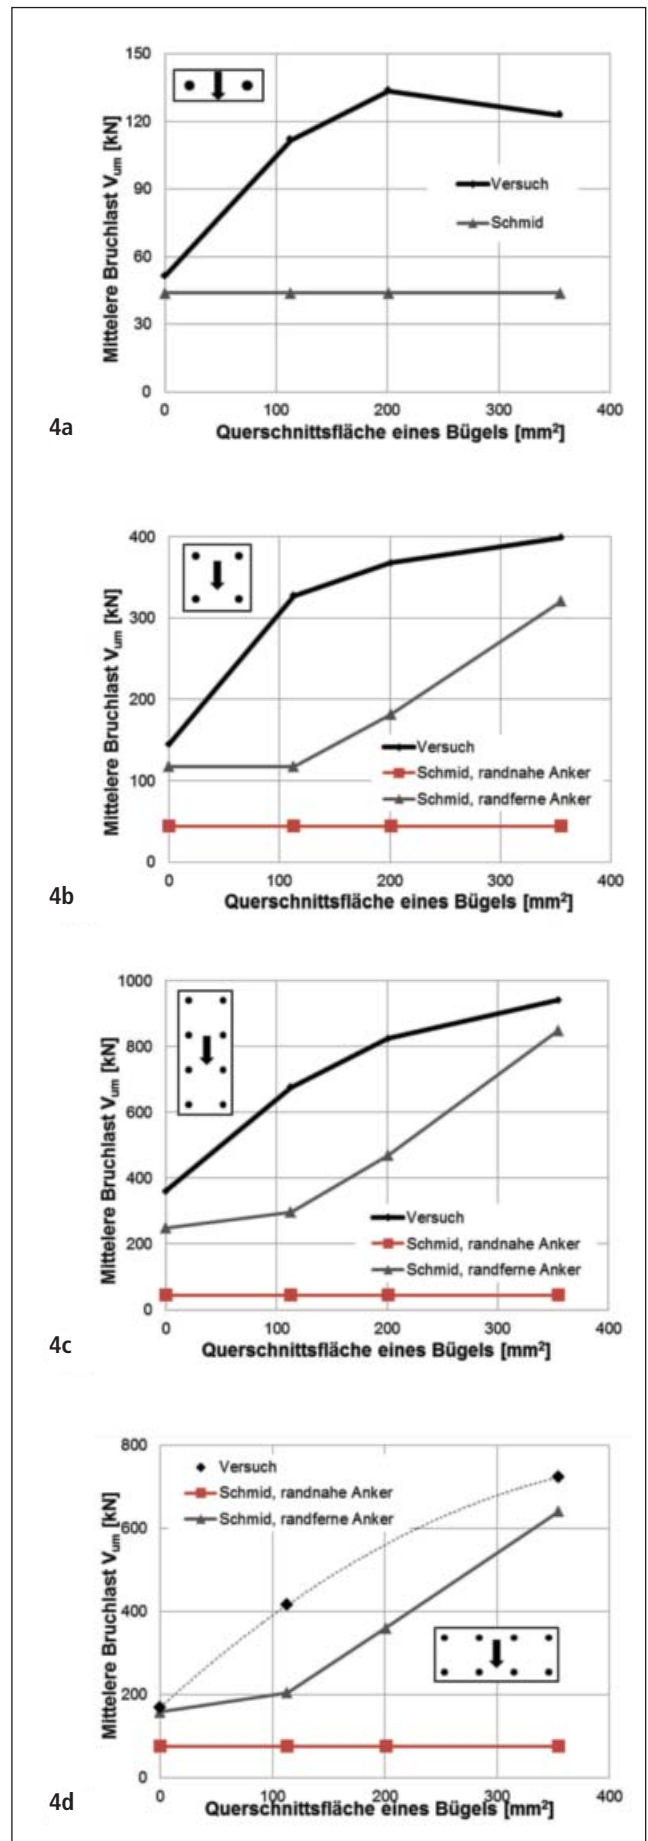 150
120
90
60
30
0
Mittelere Bruchlast Vum [kN]
Versuch
Schmid
0 100 200 300 400
Querschnittsfläche eines Bügels [mm²]
4a
400
300
200
100
0
Mittelere Bruchlast Vum [kN]
Versuch
Schmid, randnahe Anker
Schmid, randferne Anker
0 100 200 300 400
Querschnittsfläche eines Bügels [mm²]
4b
1000
800
600
400
200
0
Mittelere Bruchlast Vum [kN]
Versuch
Schmid, randnahe Anker
Schmid, randferne Anker
0 100 200 300 400
Querschnittsfläche eines Bügels [mm²]
4c
800
600
400
200
0
Mittelere Bruchlast Vum [kN]
Versuch
Schmid, randnahe Anker
Schmid, randferne Anker
0 100 200 300 400
Querschnittsfläche eines Bügels [mm²]
4d